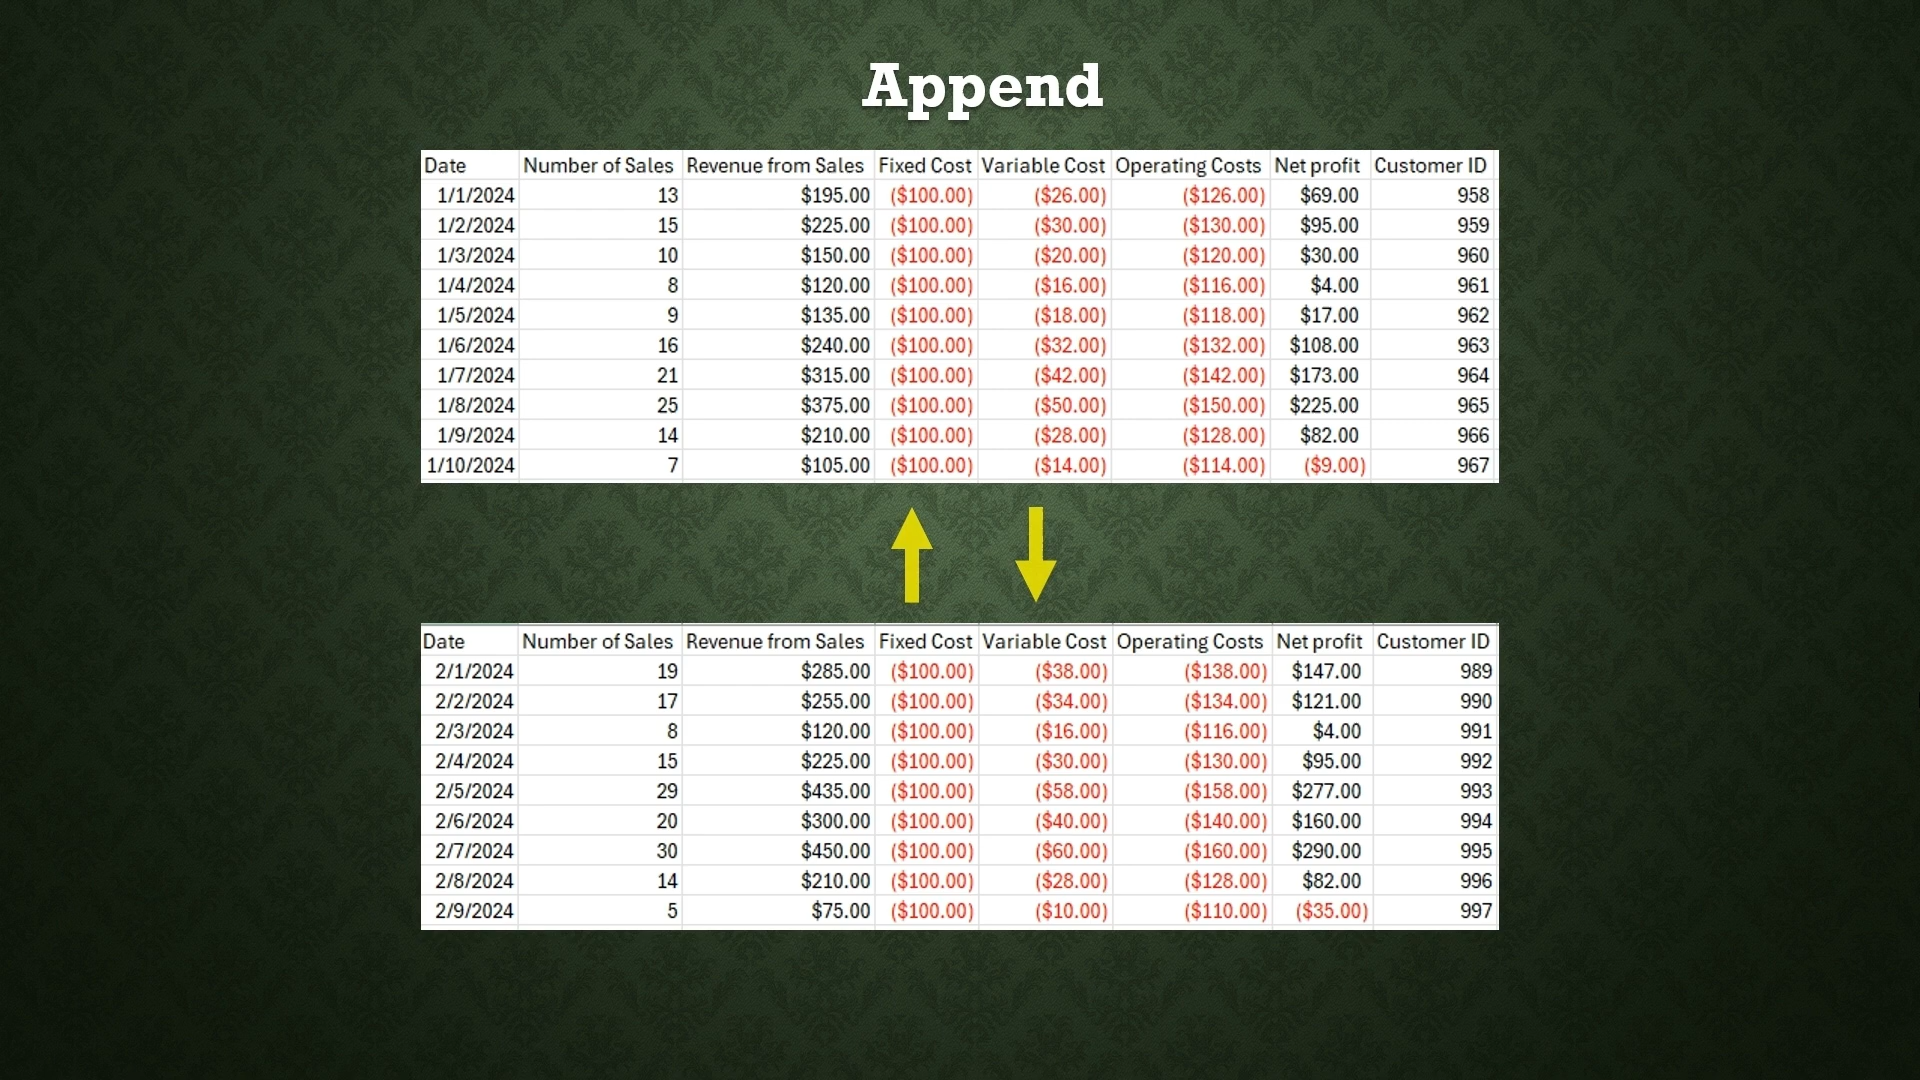 Append
Date Number of Sales Revenue from Sales Fixed Cost Variable Cost Operating Costs Net profit Customer ID
1/1/2024 13 $195.00 ($100.00) ($26.00) ($126.00) $69.00 958
1/2/2024 15 $225.00 ($100.00) ($30.00) ($130.00) $95.00 959
1/3/2024 10 $150.00 ($100.00) ($20.00) ($120.00) $30.00 960
1/4/2024 8 $120.00 ($100.00) ($16.00) ($116.00) $4.00 961
1/5/2024 9 $135.00 ($100.00) ($18.00) ($118.00) $17.00 962
1/6/2024 16 $240.00 ($100.00) ($32.00) ($132.00) $108.00 963
1/7/2024 21 $315.00 ($100.00) ($42.00) ($142.00) $173.00 964
1/8/2024 25 $375.00 ($100.00) ($50.00) ($150.00) $225.00 965
1/9/2024 14 $210.00 ($100.00) ($28.00) ($128.00) $82.00 966
1/10/2024 7 $105.00 ($100.00) ($14.00) ($114.00) ($9.00) 967
Date Number of Sales Revenue from Sales Fixed Cost Variable Cost Operating Costs Net profit Customer ID
2/1/2024 19 $285.00 ($100.00) ($38.00) ($138.00) $147.00 989
2/2/2024 17 $255.00 ($100.00) ($34.00) ($134.00) $121.00 990
2/3/2024 8 $120.00 ($100.00) ($16.00) ($116.00) $4.00 991
2/4/2024 15 $225.00 ($100.00) ($30.00) ($130.00) $95.00 992
2/5/2024 29 $435.00 ($100.00) ($58.00) ($158.00) $277.00 993
2/6/2024 20 $300.00 ($100.00) ($40.00) ($140.00) $160.00 994
2/7/2024 30 $450.00 ($100.00) ($60.00) ($160.00) $290.00 995
2/8/2024 14 $210.00 ($100.00) ($28.00) ($128.00) $82.00 996
2/9/2024 5 $75.00 ($100.00) ($10.00) ($110.00) ($35.00) 997